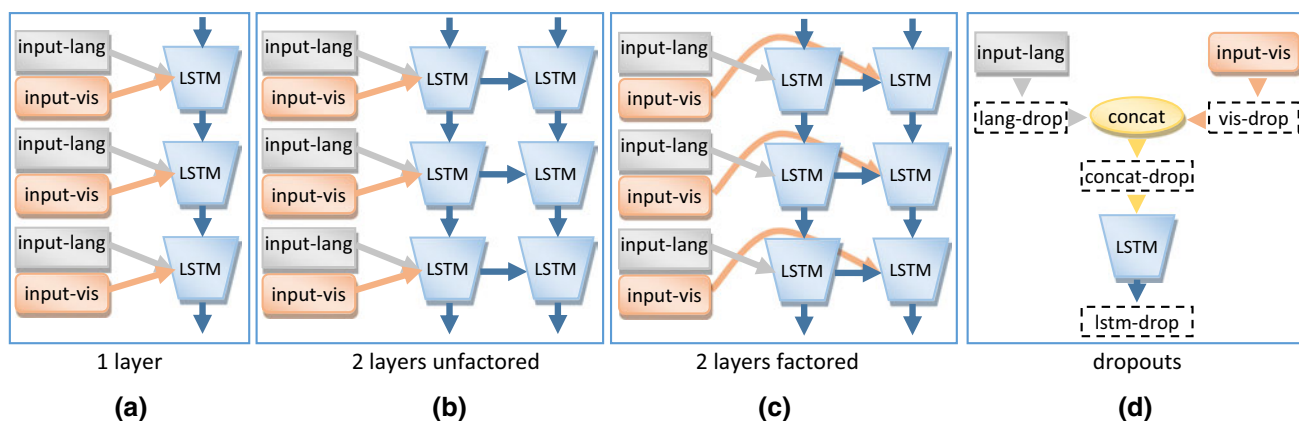 input-lang
input-vis
LSTM
input-lang
input-vis
LSTM
input-lang
input-vis
LSTM
1 layer
(a)
input-lang
input-vis
LSTM
LSTM
input-lang
input-vis
LSTM
LSTM
input-lang
input-vis
LSTM
LSTM
2 layers unfactored
(b)
input-lang
input-vis
LSTM
LSTM
input-lang
input-vis
LSTM
LSTM
input-lang
input-vis
LSTM
LSTM
2 layers factored
(c)
input-lang
input-vis
lang-drop
concat
vis-drop
concat-drop
LSTM
lstm-drop
dropouts
(d)